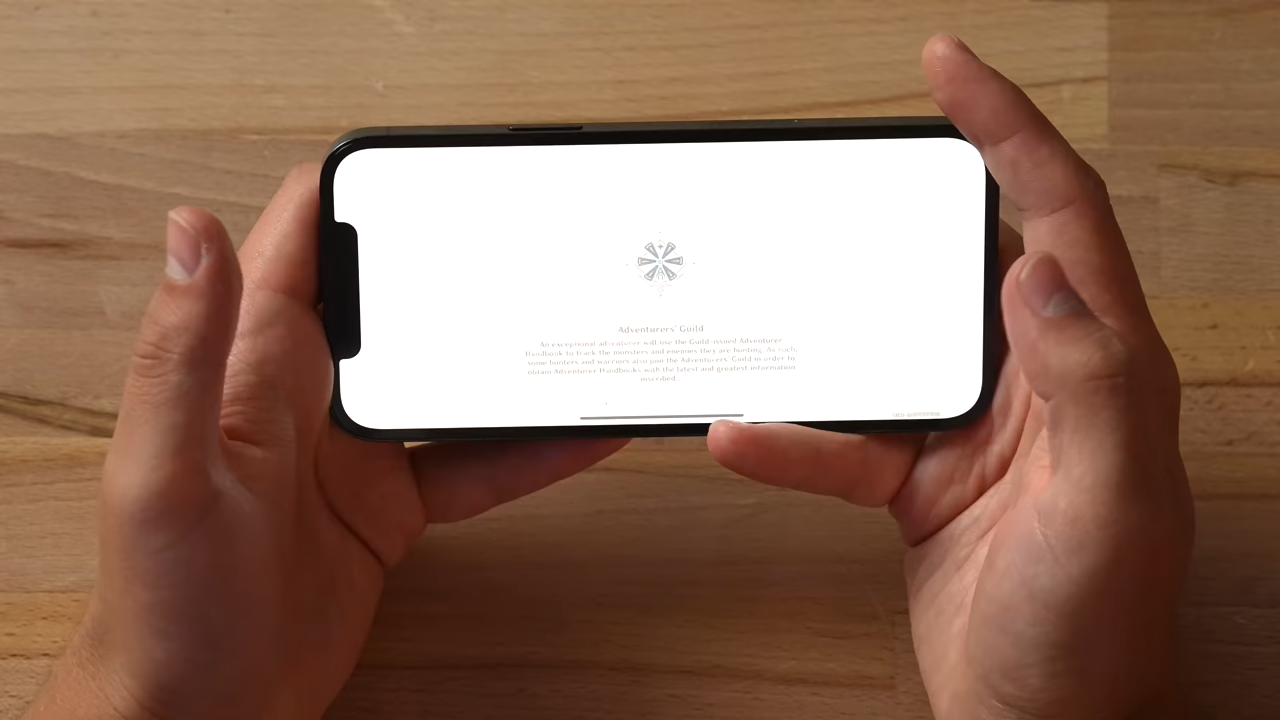 Adventurers' Guild
An exceptional adventurer will use the Guild-issued Adventurer
Handbook to track the monsters and enemies they are hunting. As such,
some hunters and warriors also join the Adventurers' Guild in order to
obtain Adventurer Handbooks with the latest and greatest information
inscribed...